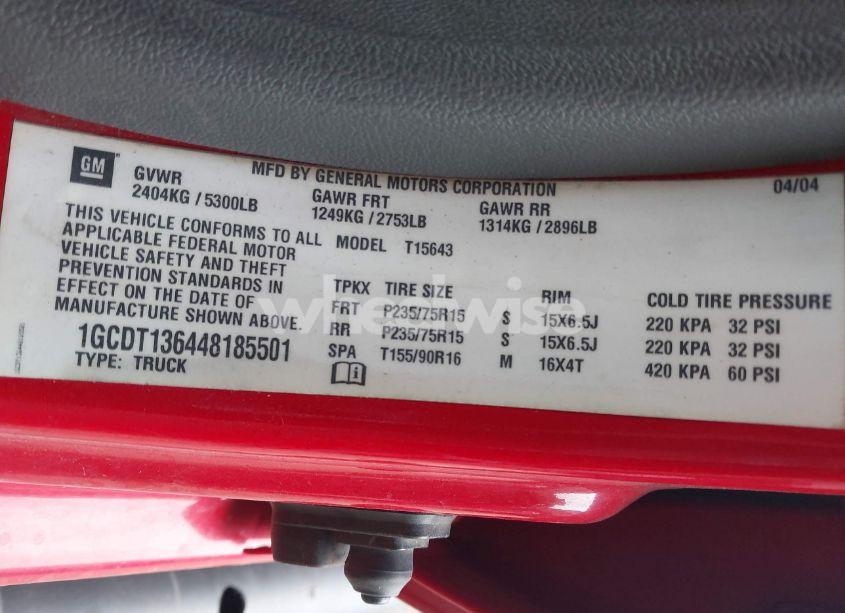 GM
MFD BY GENERAL MOTORS CORPORATION 04/04
GVWR GAWR FRT GAWR RR
2404KG / 5300LB 1249KG / 2753LB 1314KG / 2896LB
THIS VEHICLE CONFORMS TO ALL
APPLICABLE FEDERAL MOTOR
VEHICLE SAFETY AND THEFT
PREVENTION STANDARDS IN
EFFECT ON THE DATE OF
MANUFACTURE SHOWN ABOVE.
1GCDT136448185501
TYPE: TRUCK
MODEL T15643
TPKX TIRE SIZE RIM COLD TIRE PRESSURE
FRT P235/75R15 S 15X6.5J 220 KPA 32 PSI
RR P235/75R15 S 15X6.5J 220 KPA 32 PSI
SPA T155/90R16 M 16X4T 420 KPA 60 PSI
i
wheelwise